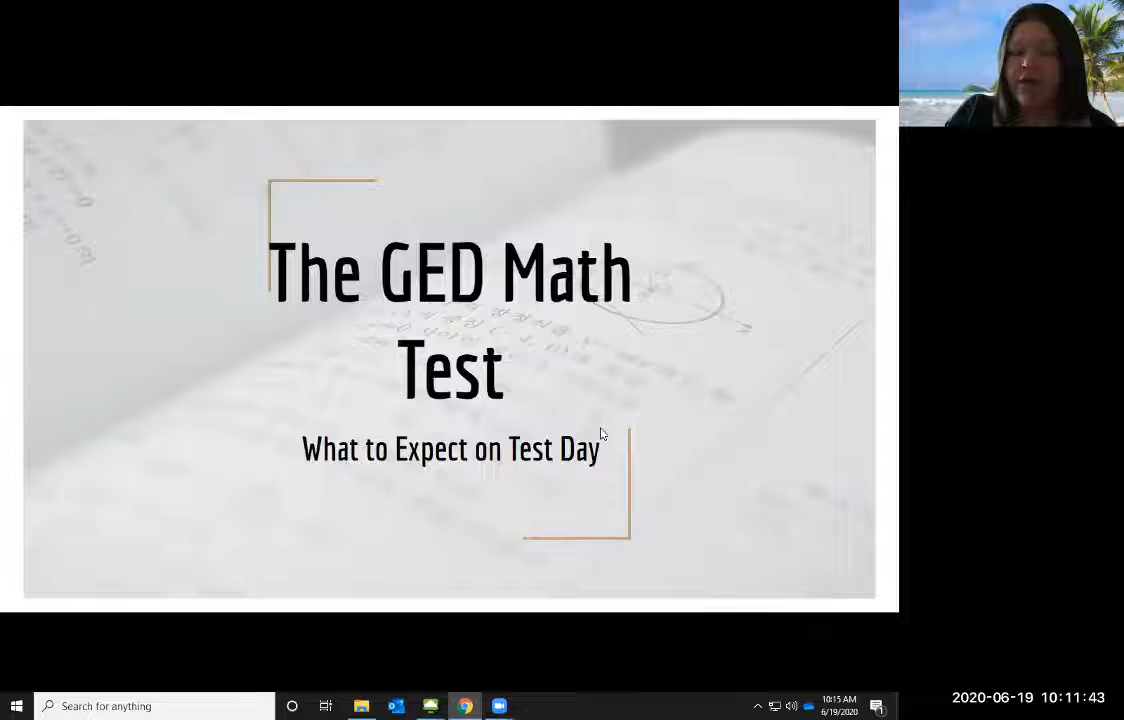 The GED Math
Test
What to Expect on Test Day
Search for anything
10:15 AM
6/19/2020
1
2020-06-19 10:11:43